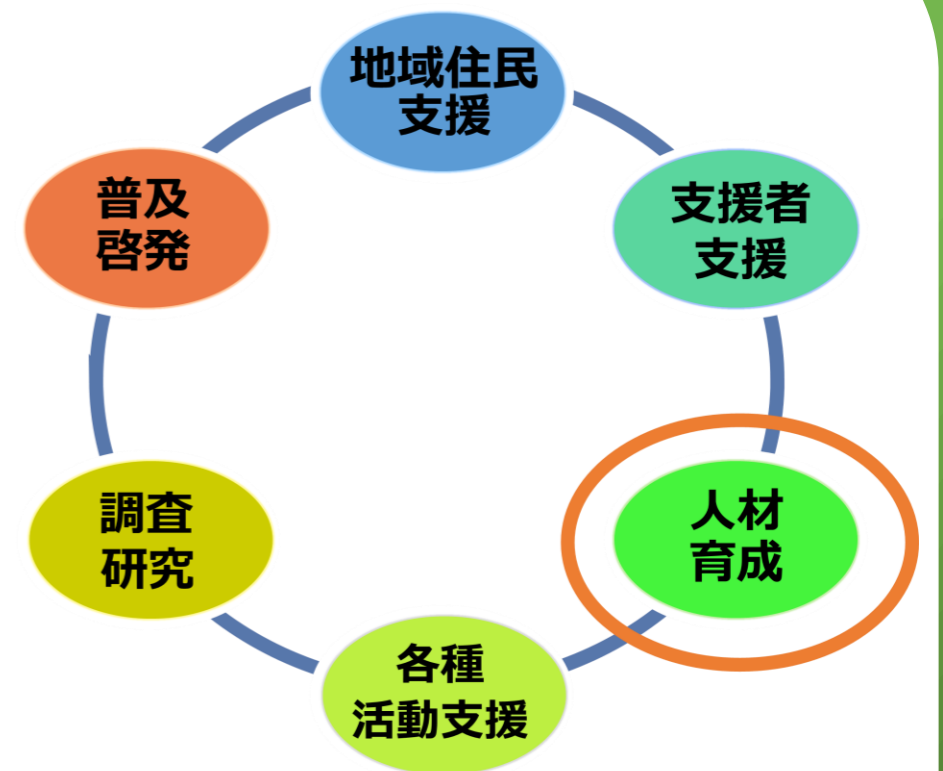 地域住民
支援
支援者
支援
人材
育成
各種
活動支援
調査
研究
普及
啓発